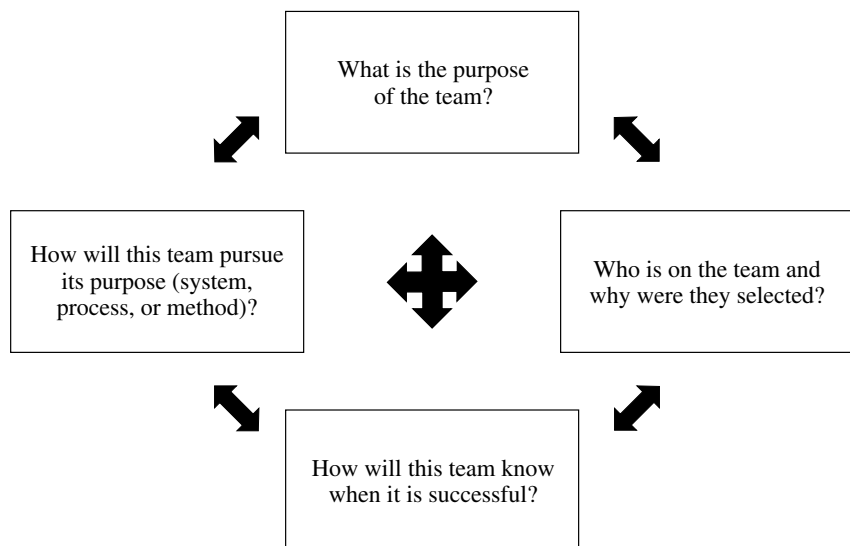 What is the purpose
of the team?
How will this team pursue
its purpose (system,
process, or method)?
Who is on the team and
why were they selected?
How will this team know
when it is successful?